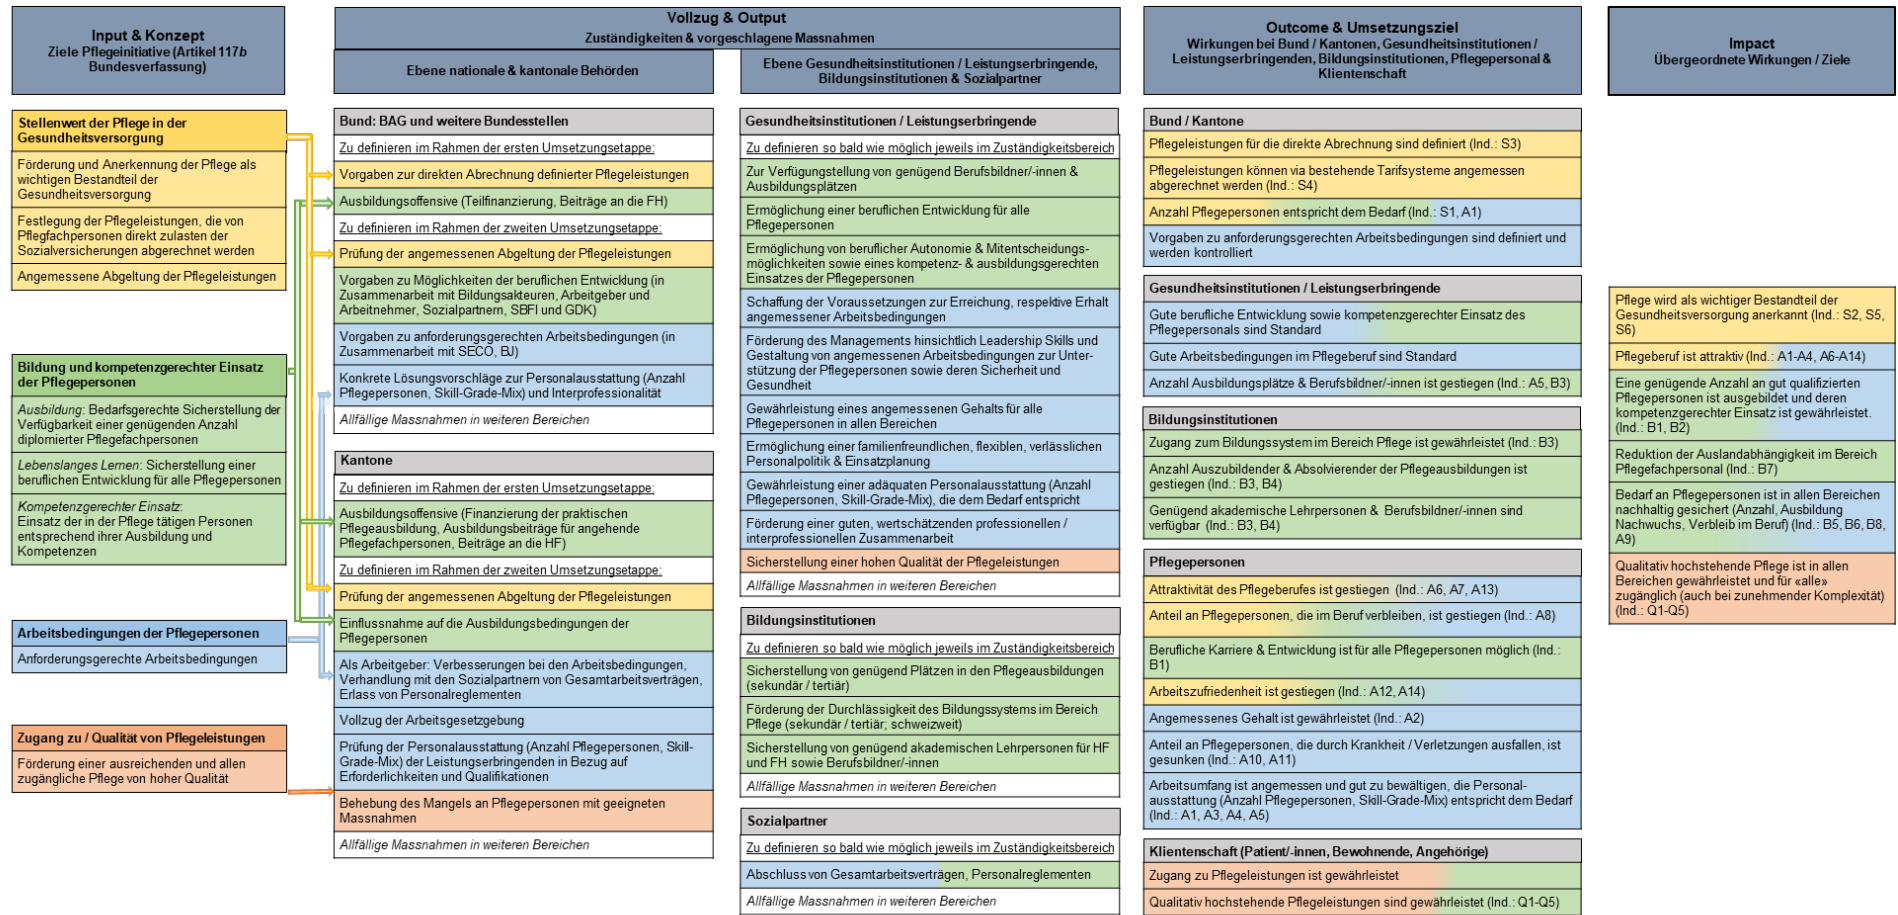 Input & Konzept
Ziele Pflegeinitiative (Artikel 117b
Bundesverfassung)
Stellenwert der Pflege in der
Gesundheitsversorgung
Förderung und Anerkennung der Pflege als
wichtigen Bestandteil der
Gesundheitsversorgung
Festlegung der Pflegeleistungen, die von
Pflegfachpersonen direkt zulasten der
Sozialversicherungen abgerechnet werden
Angemessene Abgeltung der Pflegeleistungen
Bildung und kompetenzgerechter Einsatz
der Pflegepersonen
Ausbildung: Bedarfsgerechte Sicherstellung der
Verfügbarkeit einer genügenden Anzahl
diplomierter Pflegefachpersonen
Lebenslanges Lernen: Sicherstellung einer
beruflichen Entwicklung für alle Pflegepersonen
Kompetenzgerechter Einsatz:
Einsatz der in der Pflege tätigen Personen
entsprechend ihrer Ausbildung und
Kompetenzen
Arbeitsbedingungen der Pflegepersonen
Anforderungsgerechte Arbeitsbedingungen
Zugang zu / Qualität von Pflegeleistungen
Förderung einer ausreichenden und allen
zugängliche Pflege von hoher Qualität
Vollzug & Output
Zuständigkeiten & vorgeschlagene Massnahmen
Ebene nationale & kantonale Behörden
Bund: BAG und weitere Bundesstellen
Zu definieren im Rahmen der ersten Umsetzungsetappe:
Vorgaben zur direkten Abrechnung definierter Pflegeleistungen
Ausbildungsoffensive (Teilfinanzierung, Beiträge an die FH)
Zu definieren im Rahmen der zweiten Umsetzungsetappe:
Prüfung der angemessenen Abgeltung der Pflegeleistungen
Vorgaben zu Möglichkeiten der beruflichen Entwicklung (in
Zusammenarbeit mit Bildungsakteuren, Arbeitgeber und
Arbeitnehmer, Sozialpartnern, SBFI und GDK)
Vorgaben zu anforderungsgerechten Arbeitsbedingungen (in
Zusammenarbeit mit SECO, BJ)
Konkrete Lösungsvorschläge zur Personalausstattung (Anzahl
Pflegepersonen, Skill-Grade-Mix) und Interprofessionalität
Allfällige Massnahmen in weiteren Bereichen
Kantone
Zu definieren im Rahmen der ersten Umsetzungsetappe:
Ausbildungsoffensive (Finanzierung der praktischen
Pflegeausbildung, Ausbildungsbeiträge für angehende
Pflegefachpersonen, Beiträge an die HF)
Zu definieren im Rahmen der zweiten Umsetzungsetappe:
Prüfung der angemessenen Abgeltung der Pflegeleistungen
Einflussnahme auf die Ausbildungsbedingungen der
Pflegepersonen
Als Arbeitgeber: Verbesserungen bei den Arbeitsbedingungen,
Verhandlung mit den Sozialpartnern von Gesamtarbeitsverträgen,
Erlass von Personalreglementen
Vollzug der Arbeitsgesetzgebung
Prüfung der Personalausstattung (Anzahl Pflegepersonen, Skill-
Grade-Mix) der Leistungserbringenden in Bezug auf
Erforderlichkeiten und Qualifikationen
Behebung des Mangels an Pflegepersonen mit geeigneten
Massnahmen
Allfällige Massnahmen in weiteren Bereichen
Ebene Gesundheitsinstitutionen / Leistungserbringende,
Bildungsinstitutionen & Sozialpartner
Gesundheitsinstitutionen / Leistungserbringende
Zu definieren so bald wie möglich jeweils im Zuständigkeitsbereich
Zur Verfügungstellung von genügend Berufsbildner/-innen &
Ausbildungsplätzen
Ermöglichung einer beruflichen Entwicklung für alle
Pflegepersonen
Ermöglichung von beruflicher Autonomie & Mitentscheidungs-
möglichkeiten sowie eines kompetenz- & ausbildungsgerechten
Einsatzes der Pflegepersonen
Schaffung der Voraussetzungen zur Erreichung, respektive Erhalt
angemessener Arbeitsbedingungen
Förderung des Managements hinsichtlich Leadership Skills und
Gestaltung von angemessenen Arbeitsbedingungen zur Unter-
stützung der Pflegepersonen sowie deren Sicherheit und
Gesundheit
Gewährleistung eines angemessenen Gehalts für alle
Pflegepersonen in allen Bereichen
Ermöglichung einer familienfreundlichen, flexiblen, verlässlichen
Personalpolitik & Einsatzplanung
Gewährleistung einer adäquaten Personalausstattung (Anzahl
Pflegepersonen, Skill-Grade-Mix), die dem Bedarf entspricht
Förderung einer guten, wertschätzenden professionellen /
interprofessionellen Zusammenarbeit
Sicherstellung einer hohen Qualität der Pflegeleistungen
Allfällige Massnahmen in weiteren Bereichen
Bildungsinstitutionen
Zu definieren so bald wie möglich jeweils im Zuständigkeitsbereich
Sicherstellung von genügend Plätzen in den Pflegeausbildungen
(sekundär / tertiär)
Förderung der Durchlässigkeit des Bildungssystems im Bereich
Pflege (sekundär / tertiär; schweizweit)
Sicherstellung von genügend akademischen Lehrpersonen für HF
und FH sowie Berufsbildner/-innen
Allfällige Massnahmen in weiteren Bereichen
Sozialpartner
Zu definieren so bald wie möglich jeweils im Zuständigkeitsbereich
Abschluss von Gesamtarbeitsverträgen, Personalreglementen
Allfällige Massnahmen in weiteren Bereichen
Outcome & Umsetzungsziel
Wirkungen bei Bund / Kantonen, Gesundheitsinstitutionen /
Leistungserbringenden, Bildungsinstitutionen, Pflegepersonal &
Klientenschaft
Bund / Kantone
Pflegeleistungen für die direkte Abrechnung sind definiert (Ind.: S3)
Pflegeleistungen können via bestehende Tarifsysteme angemessen
abgerechnet werden (Ind.: S4)
Anzahl Pflegepersonen entspricht dem Bedarf (Ind.: S1, A1)
Vorgaben zu anforderungsgerechten Arbeitsbedingungen sind definiert und
werden kontrolliert
Gesundheitsinstitutionen / Leistungserbringende
Gute berufliche Entwicklung sowie kompetenzgerechter Einsatz des
Pflegepersonals sind Standard
Gute Arbeitsbedingungen im Pflegeberuf sind Standard
Anzahl Ausbildungsplätze & Berufsbildner/-innen ist gestiegen (Ind.: A5, B3)
Bildungsinstitutionen
Zugang zum Bildungssystem im Bereich Pflege ist gewährleistet (Ind.: B3)
Anzahl Auszubildender & Absolvierender der Pflegeausbildungen ist
gestiegen (Ind.: B3, B4)
Genügend akademische Lehrpersonen & Berufsbildner/-innen sind
verfügbar (Ind.: B3, B4)
Pflegepersonen
Attraktivität des Pflegeberufes ist gestiegen (Ind.: A6, A7, A13)
Anteil an Pflegepersonen, die im Beruf verbleiben, ist gestiegen (Ind.: A8)
Berufliche Karriere & Entwicklung ist für alle Pflegepersonen möglich (Ind.:
B1)
Arbeitszufriedenheit ist gestiegen (Ind.: A12, A14)
Angemessenes Gehalt ist gewährleistet (Ind.: A2)
Anteil an Pflegepersonen, die durch Krankheit / Verletzungen ausfallen, ist
gesunken (Ind.: A10, A11)
Arbeitsumfang ist angemessen und gut zu bewältigen, die Personal-
ausstattung (Anzahl Pflegepersonen, Skill-Grade-Mix) entspricht dem Bedarf
(Ind.: A1, A3, A4, A5)
Klientenschaft (Patient/-innen, Bewohnende, Angehörige)
Zugang zu Pflegeleistungen ist gewährleistet
Qualitativ hochstehende Pflegeleistungen sind gewährleistet (Ind.: Q1-Q5)
Impact
Übergeordnete Wirkungen / Ziele
Pflege wird als wichtiger Bestandteil der
Gesundheitsversorgung anerkannt (Ind.: S2, S5,
S6)
Pflegeberuf ist attraktiv (Ind.: A1-A4, A6-A14)
Eine genügende Anzahl an gut qualifizierten
Pflegepersonen ist ausgebildet und deren
kompetenzgerechter Einsatz ist gewährleistet.
(Ind.: B1, B2)
Reduktion der Auslandabhängigkeit im Bereich
Pflegefachpersonal (Ind.: B7)
Bedarf an Pflegepersonen ist in allen Bereichen
nachhaltig gesichert (Anzahl, Ausbildung
Nachwuchs, Verbleib im Beruf) (Ind.: B5, B6, B8,
A9)
Qualitativ hochstehende Pflege ist in allen
Bereichen gewährleistet und für «alle»
zugänglich (auch bei zunehmender Komplexität)
(Ind.: Q1-Q5)